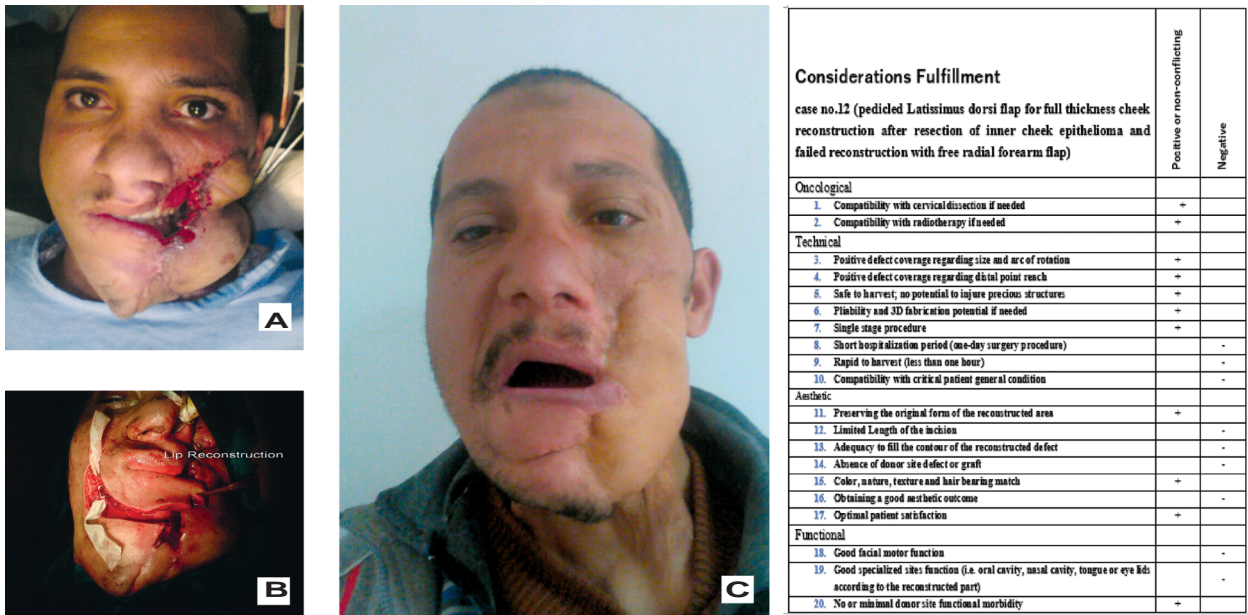 A
B
Lip Reconstruction
C
Considerations Fulfillment
case no.12 (pedicled Latissimus dorsi flap for full thickness cheek
reconstruction after resection of inner cheek epithelioma and
failed reconstruction with free radial forearm flap)
Positive or non-conflicting
Negative
Oncological
1. Compatibility with cervical dissection if needed +
2. Compatibility with radiotherapy if needed +
Technical
3. Positive defect coverage regarding size and arc of rotation +
4. Positive defect coverage regarding distal point reach +
5. Safe to harvest; no potential to injure precious structures +
6. Pliability and 3D fabrication potential if needed +
7. Single stage procedure +
8. Short hospitalization period (one-day surgery procedure) -
9. Rapid to harvest (less than one hour) -
10. Compatibility with critical patient general condition -
Aesthetic
11. Preserving the original form of the reconstructed area +
12. Limited Length of the incision -
13. Adequacy to fill the contour of the reconstructed defect -
14. Absence of donor site defect or graft -
15. Color, nature, texture and hair bearing match +
16. Obtaining a good aesthetic outcome -
17. Optimal patient satisfaction +
Functional
18. Good facial motor function -
19. Good specialized sites function (i.e. oral cavity, nasal cavity, tongue or eye lids
according to the reconstructed part) -
20. No or minimal donor site functional morbidity +